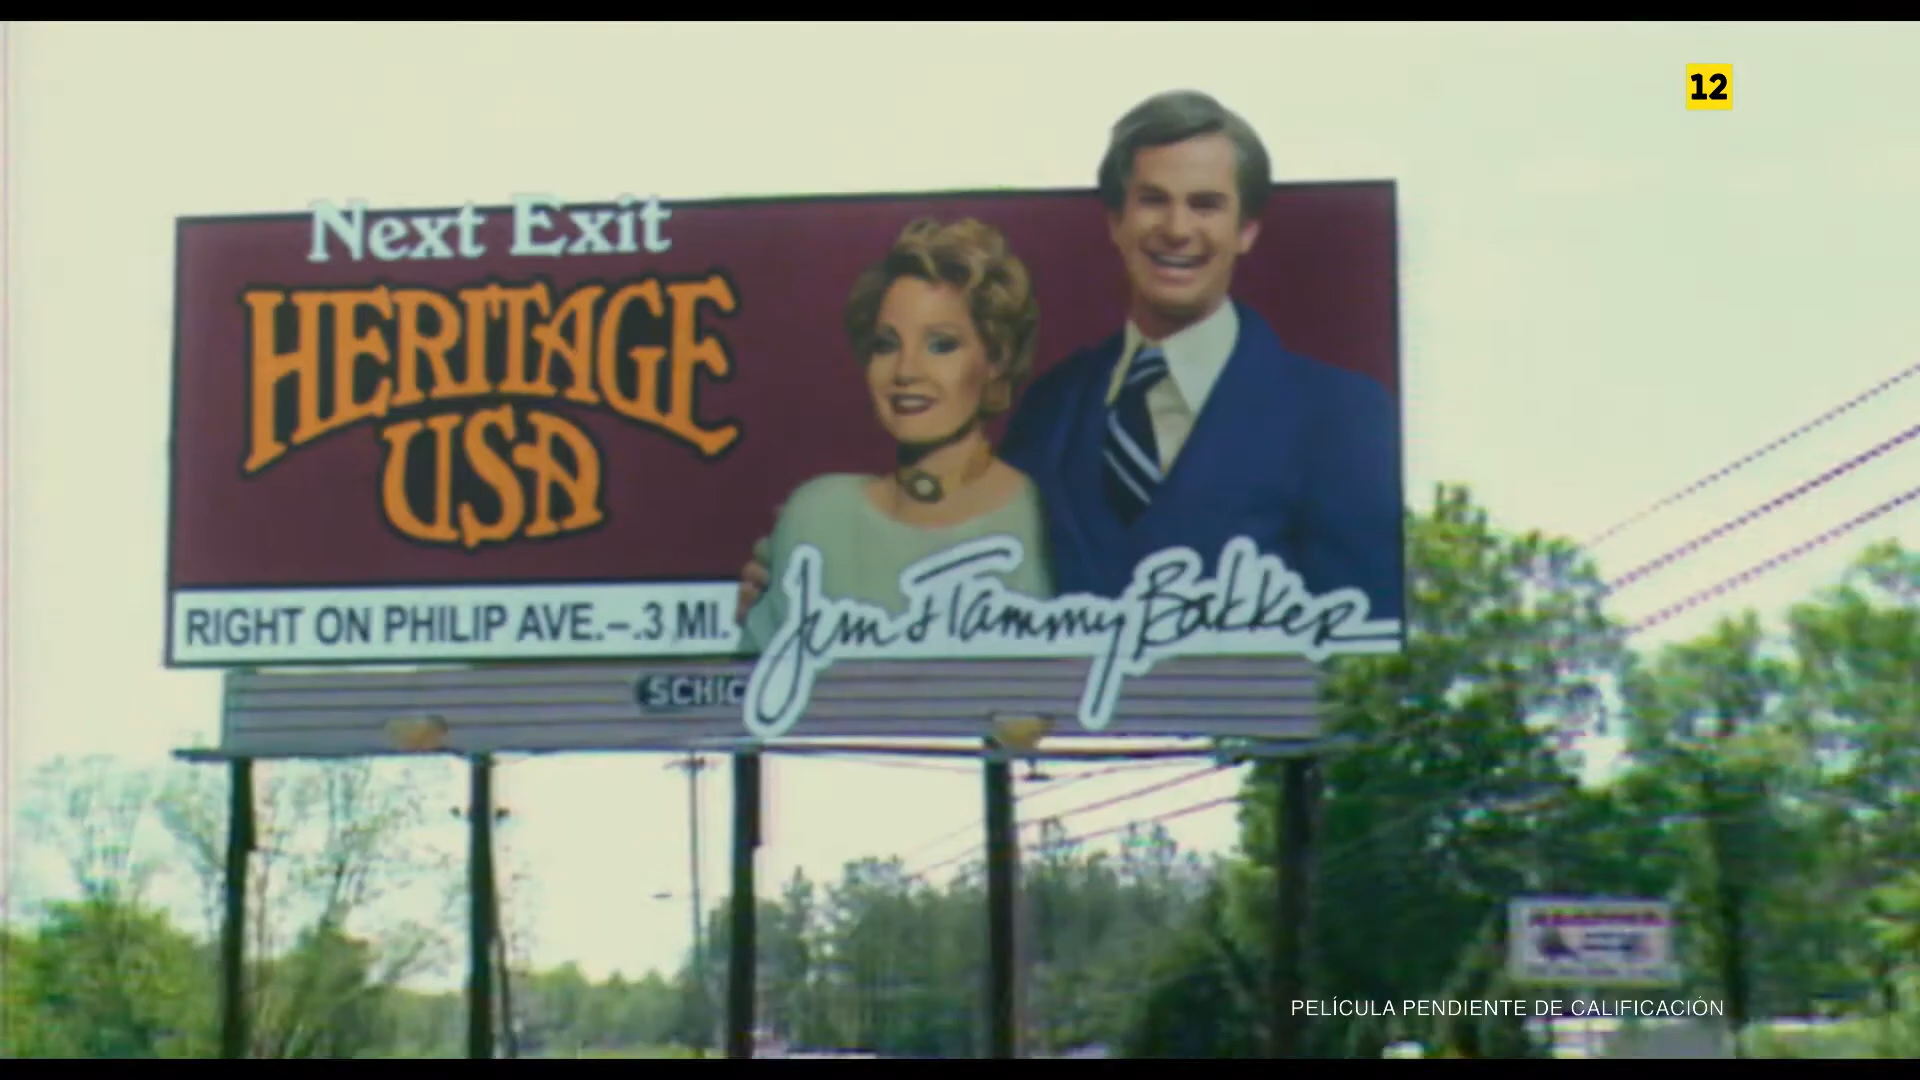 12
Next Exit
HERITAGE
USA
RIGHT ON PHILIP AVE.–.3 MI.
Jim & Tammy Bakker
SCHIC
PELÍCULA PENDIENTE DE CALIFICACIÓN